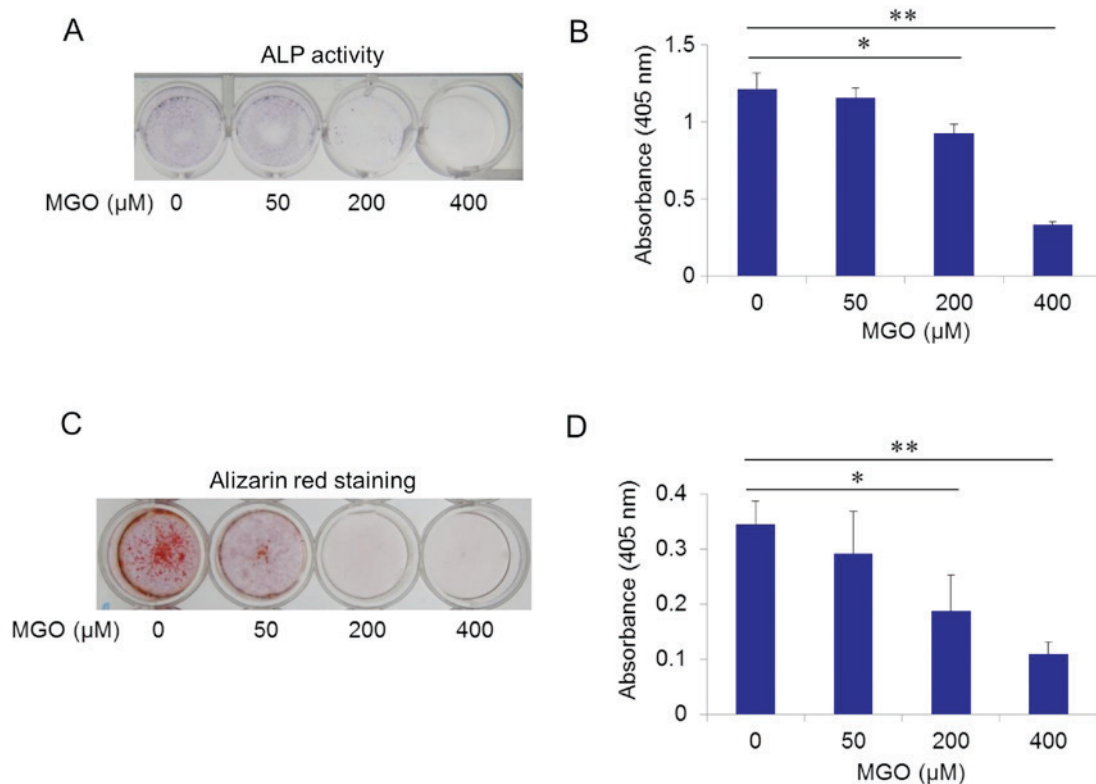 A
ALP activity
MGO (µM) 0 50 200 400
B
**
*
1.5
1
0.5
0
Absorbance (405 nm)
0 50 200 400
MGO (µM)
C
Alizarin red staining
MGO (µM) 0 50 200 400
D
**
*
0.4
0.3
0.2
0.1
0
Absorbance (405 nm)
0 50 200 400
MGO (µM)